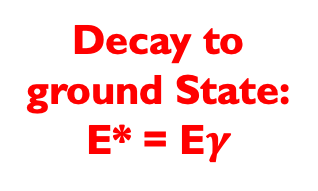 Decay to
ground State:
E* = Eγ